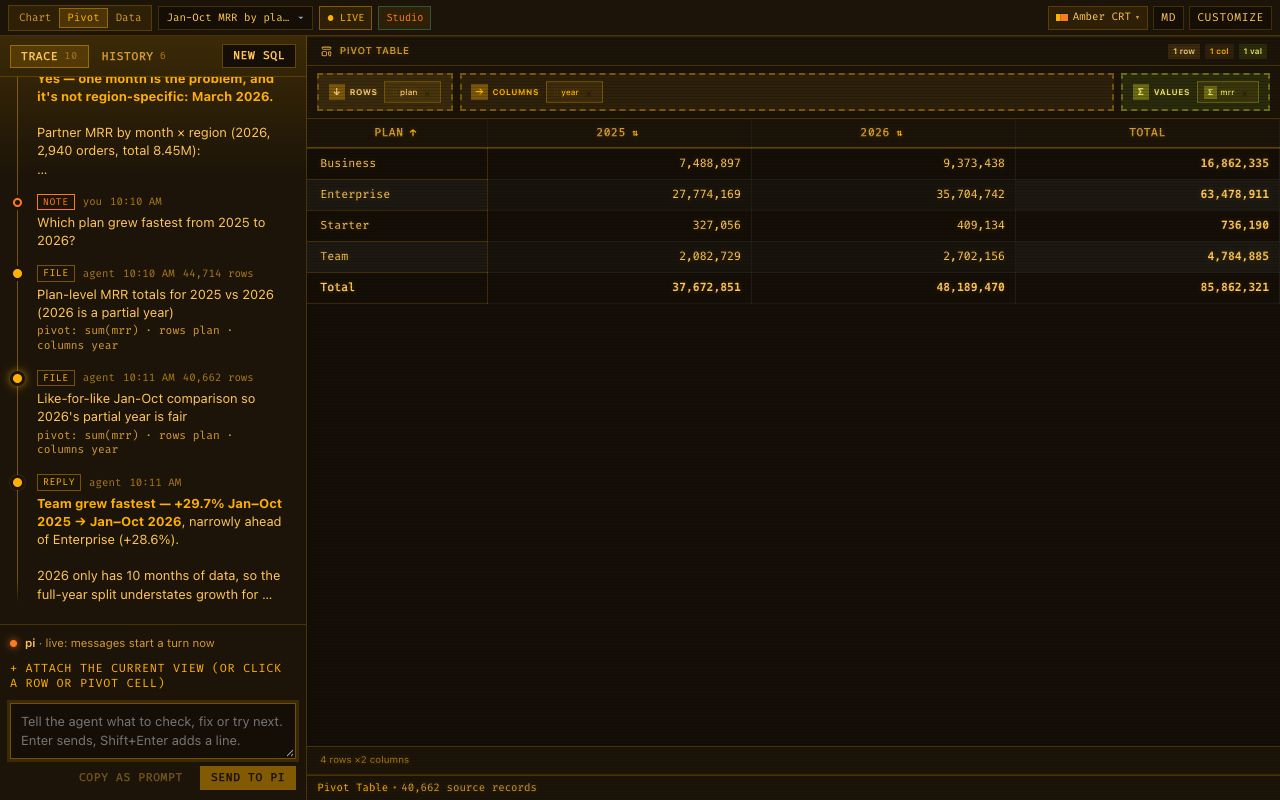 Chart Pivot Data Jan–Oct MRR by pla… LIVE Studio Amber CRT MD CUSTOMIZE
TRACE 10 HISTORY 6 NEW SQL
Yes — one month is the problem, and
it's not region-specific: March 2026.
Partner MRR by month × region (2026,
2,940 orders, total 8.45M):
...
NOTE you 10:10 AM
Which plan grew fastest from 2025 to
2026?
FILE agent 10:10 AM 44,714 rows
Plan-level MRR totals for 2025 vs 2026
(2026 is a partial year)
pivot: sum(mrr) · rows plan ·
columns year
FILE agent 10:11 AM 40,662 rows
Like-for-like Jan-Oct comparison so
2026's partial year is fair
pivot: sum(mrr) · rows plan ·
columns year
REPLY agent 10:11 AM
Team grew fastest — +29.7% Jan–Oct
2025 → Jan–Oct 2026, narrowly ahead
of Enterprise (+28.6%).
2026 only has 10 months of data, so the
full-year split understates growth for ...
pi · live: messages start a turn now
+ ATTACH THE CURRENT VIEW (OR CLICK
A ROW OR PIVOT CELL)
Tell the agent what to check, fix or try next.
Enter sends, Shift+Enter adds a line.
COPY AS PROMPT SEND TO PI
PIVOT TABLE 1 row 1 col 1 val
↓ ROWS plan → COLUMNS year Σ VALUES Σ mrr
PLAN ↑ 2025 ⇅ 2026 ⇅ TOTAL
Business 7,488,897 9,373,438 16,862,335
Enterprise 27,774,169 35,704,742 63,478,911
Starter 327,056 409,134 736,190
Team 2,082,729 2,702,156 4,784,885
Total 37,672,851 48,189,470 85,862,321
4 rows ×2 columns
Pivot Table • 40,662 source records